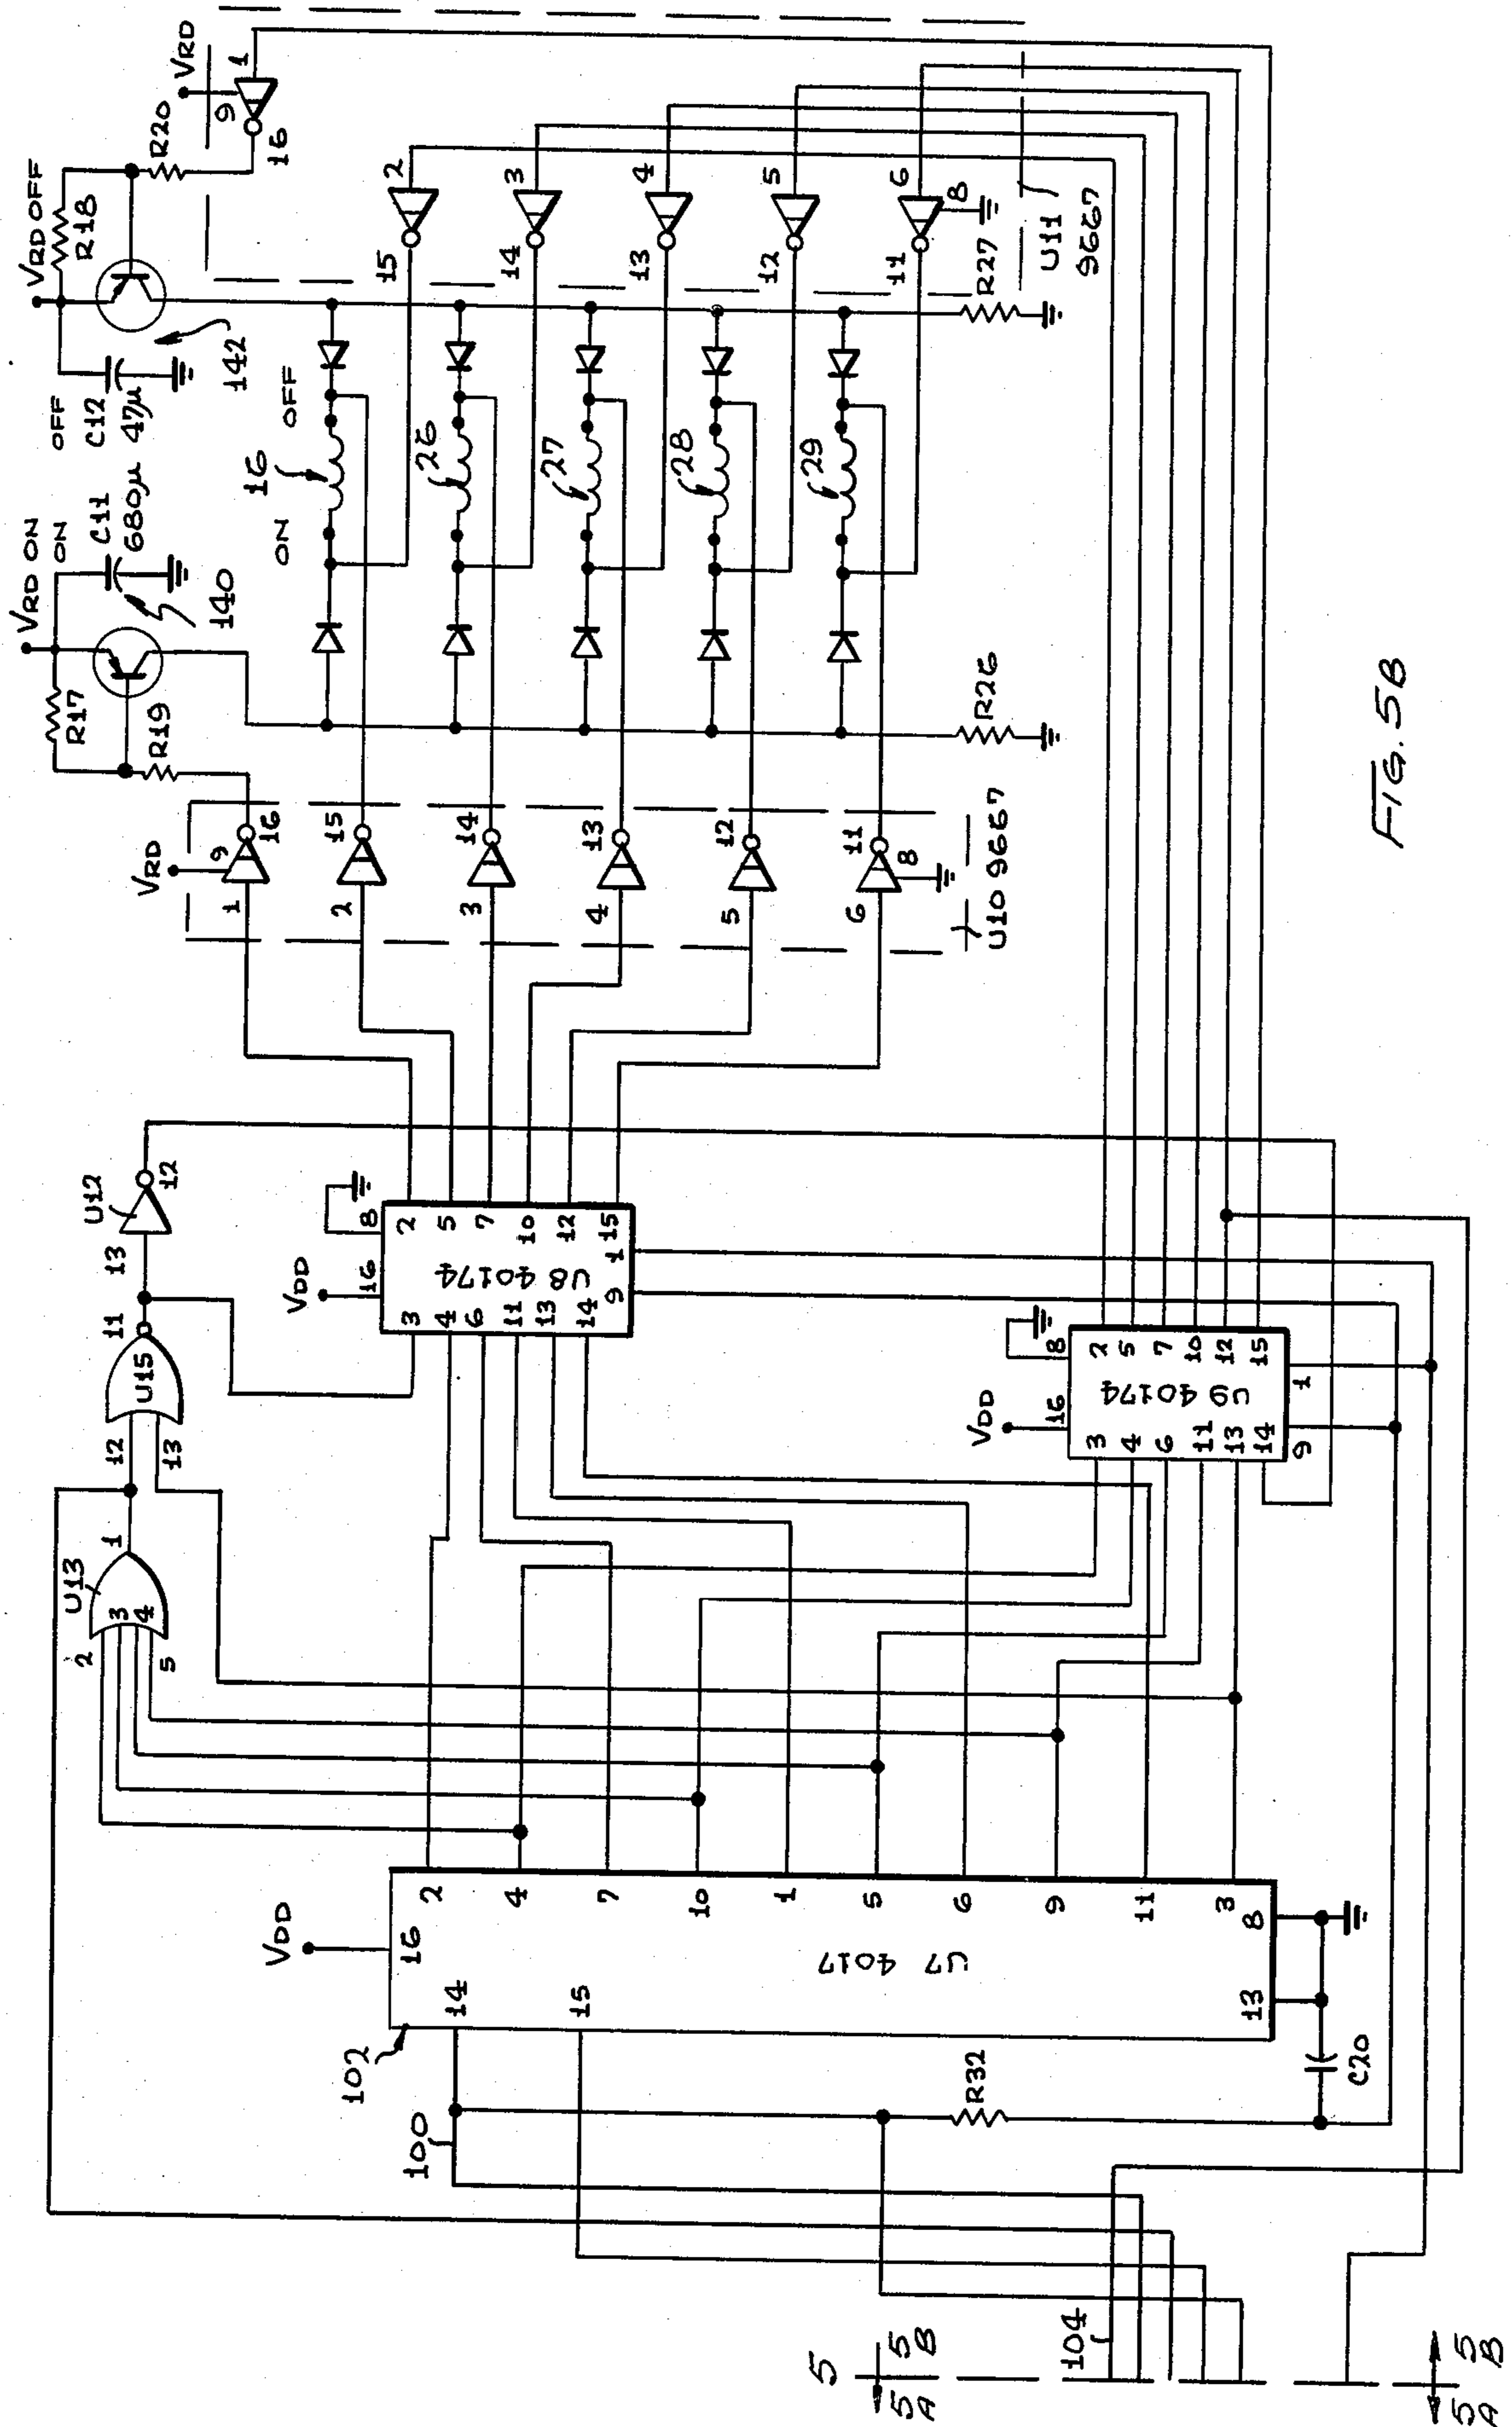 VRD OFF
VRD
R18
R20
1
9
16
OFF
C12
47µ
142
VRD ON
ON
C11
680µ
140
R17
R19
OFF
ON
16
26
27
28
29
2
3
4
5
6
8
15
14
13
12
11
R27
U11
9667
R26
VRD
9
16
15
14
13
12
11
8
1
2
3
4
5
6
U10 9667
U12
12
13
11
U15
12
13
1
U13
2
3
4
5
VDD
16
8
2
5
7
10
12
15
1
9
U8 40174
3
4
6
11
13
14
VDD
16
8
2
5
7
10
12
15
1
9
U9 40174
3
4
6
11
13
14
VDD
16
2
4
7
10
1
5
6
9
11
3
8
13
14
15
U7 4017
102
100
R32
C20
104
5
5B
5A
5B
5A
FIG. 5B